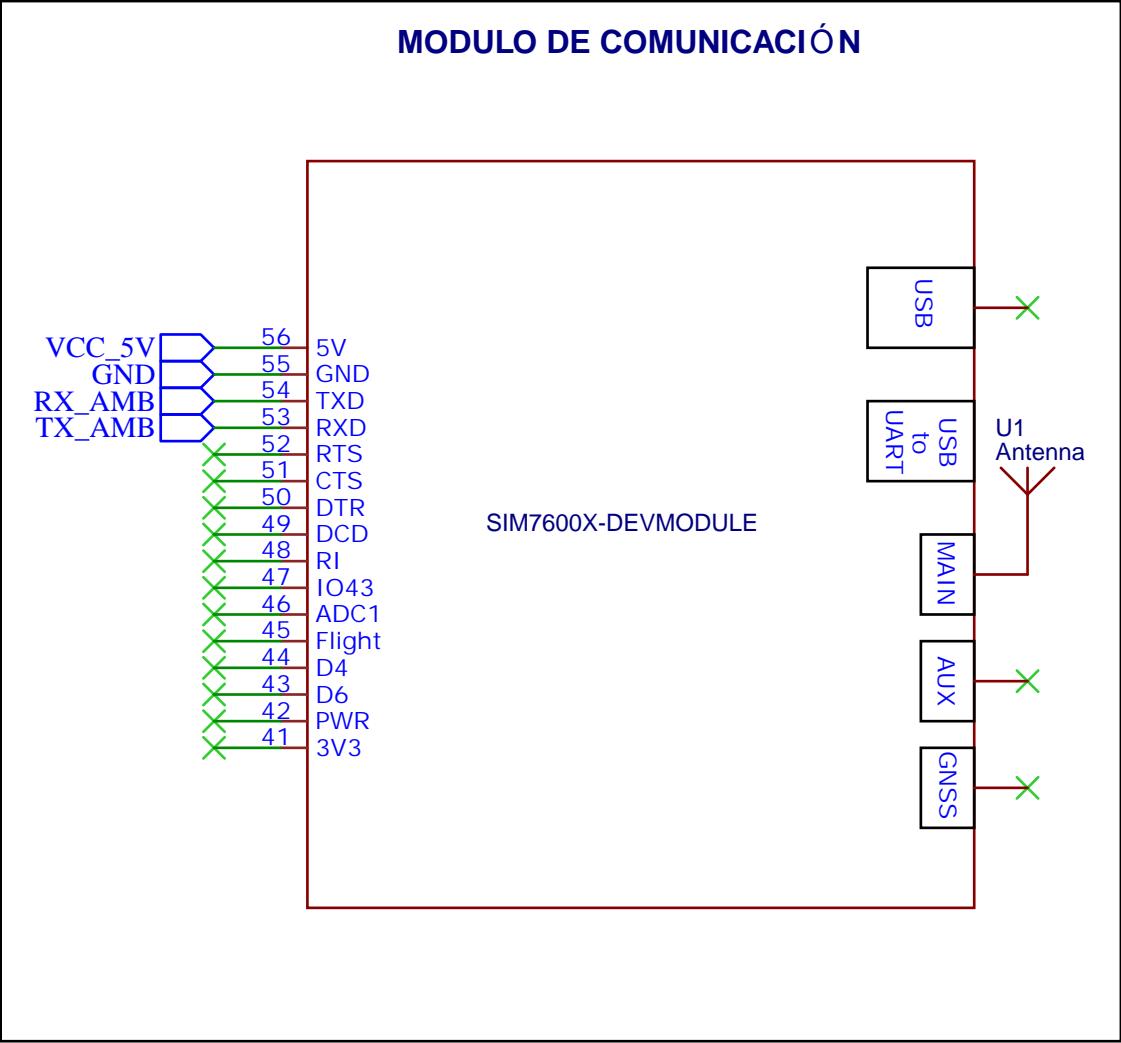 MODULO DE COMUNICACIÓN
USB
VCC_5V 56 5V
GND 55 GND
RX_AMB 54 TXD
TX_AMB 53 RXD
52 RTS
51 CTS
50 DTR
49 DCD
48 RI
47 IO43
46 ADC1
45 Flight
44 D4
43 D6
42 PWR
41 3V3
SIM7600X-DEVMODULE
USB
to
UART
U1
Antenna
MAIN
AUX
GNSS